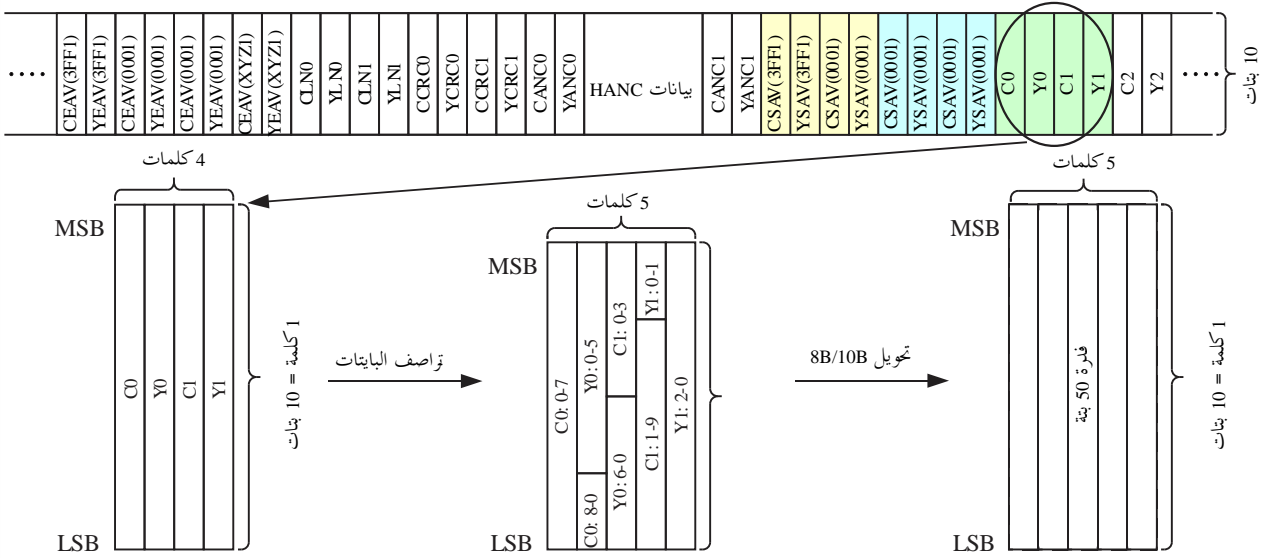 ....
CEAV(3FF1)
YEAV(3FF1)
CEAV(0001)
YEAV(0001)
CEAV(0001)
YEAV(0001)
CEAV(XYZ1)
YEAV(XYZ1)
CLN0
YLN0
CLN1
YLN1
CCRC0
YCRC0
CCRC1
YCRC1
CANC0
YANC0
بيانات HANC
CANC1
YANC1
CSAV(3FF1)
YSAV(3FF1)
CSAV(0001)
YSAV(0001)
CSAV(0001)
YSAV(0001)
CSAV(0001)
YSAV(0001)
C0
Y0
C1
Y1
C2
Y2
.....
10 بتات
4 كلمات
MSB
C0
Y0
C1
Y1
LSB
1 كلمة = 10 بتات
تراصف البايتات
5 كلمات
MSB
C0: 0-7
Y0: 0-5
C0: 8-0
C1: 0-3
Y0: 6-0
Y1: 0-1
C1: 1-9
Y1: 2-0
تحويل 8B/10B
5 كلمات
MSB
فدرة 50 بتة
LSB
1 كلمة = 10 بتات